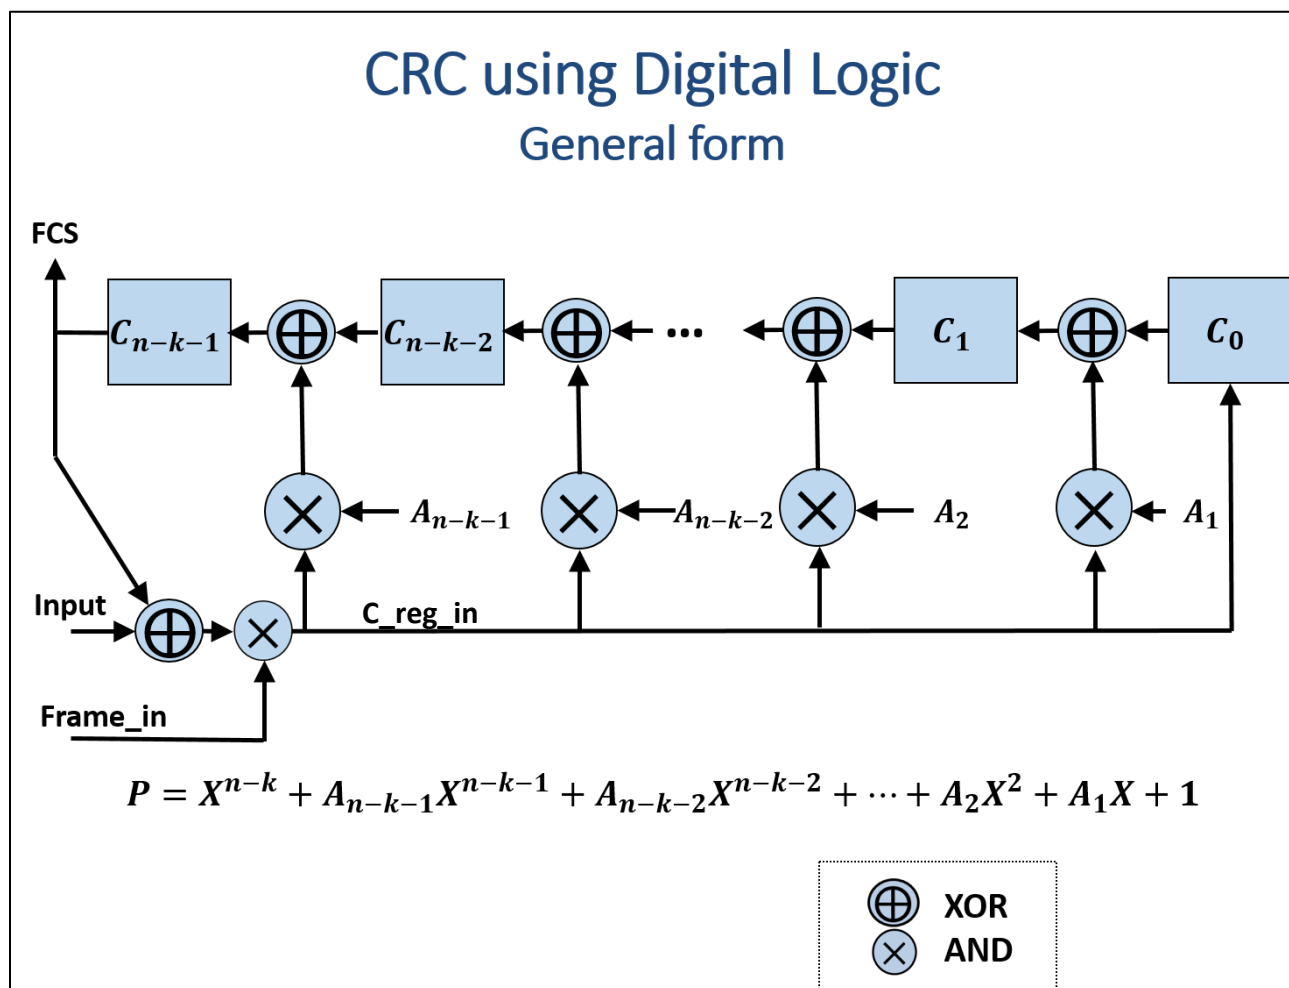 CRC using Digital Logic
General form
FCS
C_{n-k-1} C_{n-k-2} ... C_1 C_0
A_{n-k-1} A_{n-k-2} A_2 A_1
Input
C_reg_in
Frame_in
P = X^{n-k} + A_{n-k-1}X^{n-k-1} + A_{n-k-2}X^{n-k-2} + ⋯ + A_2X^2 + A_1X + 1
XOR
AND